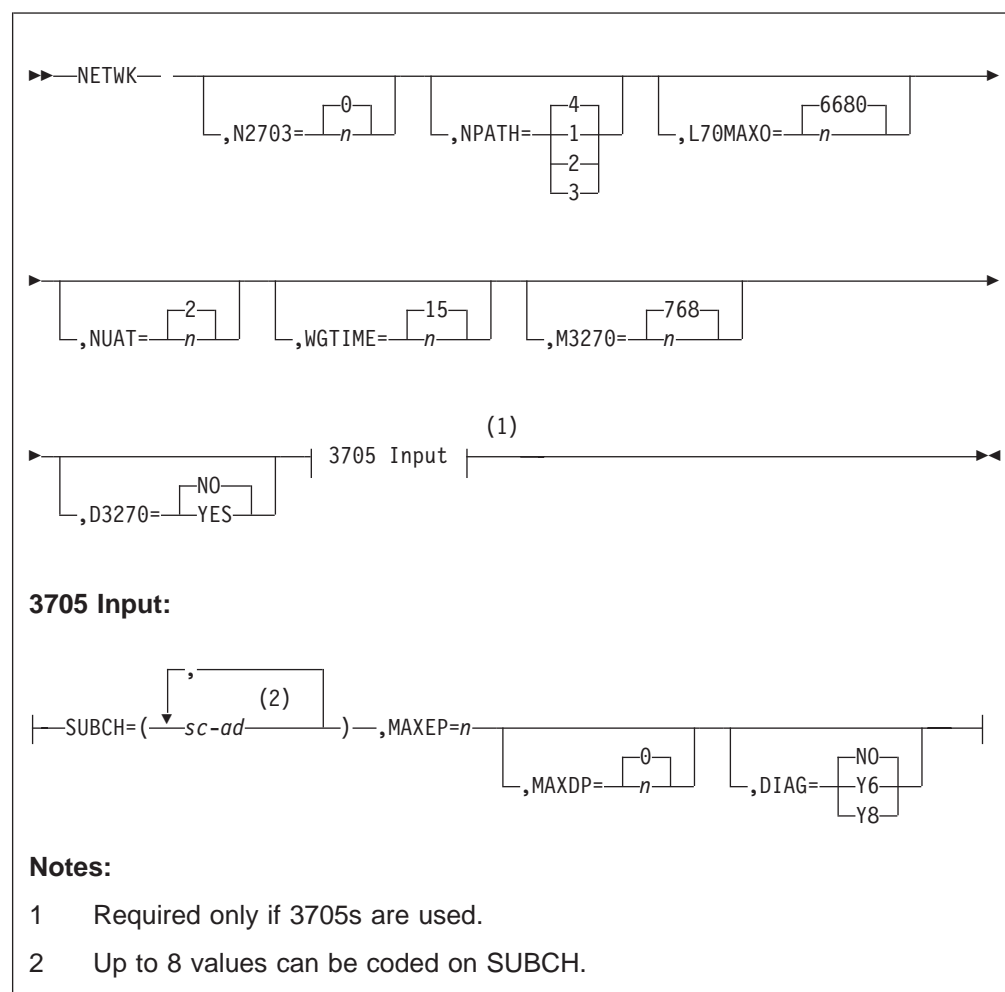 NETWK
0 4 6680
,N2703= n ,NPATH= 1 ,L70MAXO= n
2
3
2 15 768
,NUAT= n ,WGTIME= n ,M3270= n
(1)
3705 Input
NO
,D3270= YES
3705 Input:
,
(2)
SUBCH=( sc-ad ) ,MAXEP=n
0 NO
,MAXDP= n ,DIAG= Y6
Y8
Notes:
1 Required only if 3705s are used.
2 Up to 8 values can be coded on SUBCH.